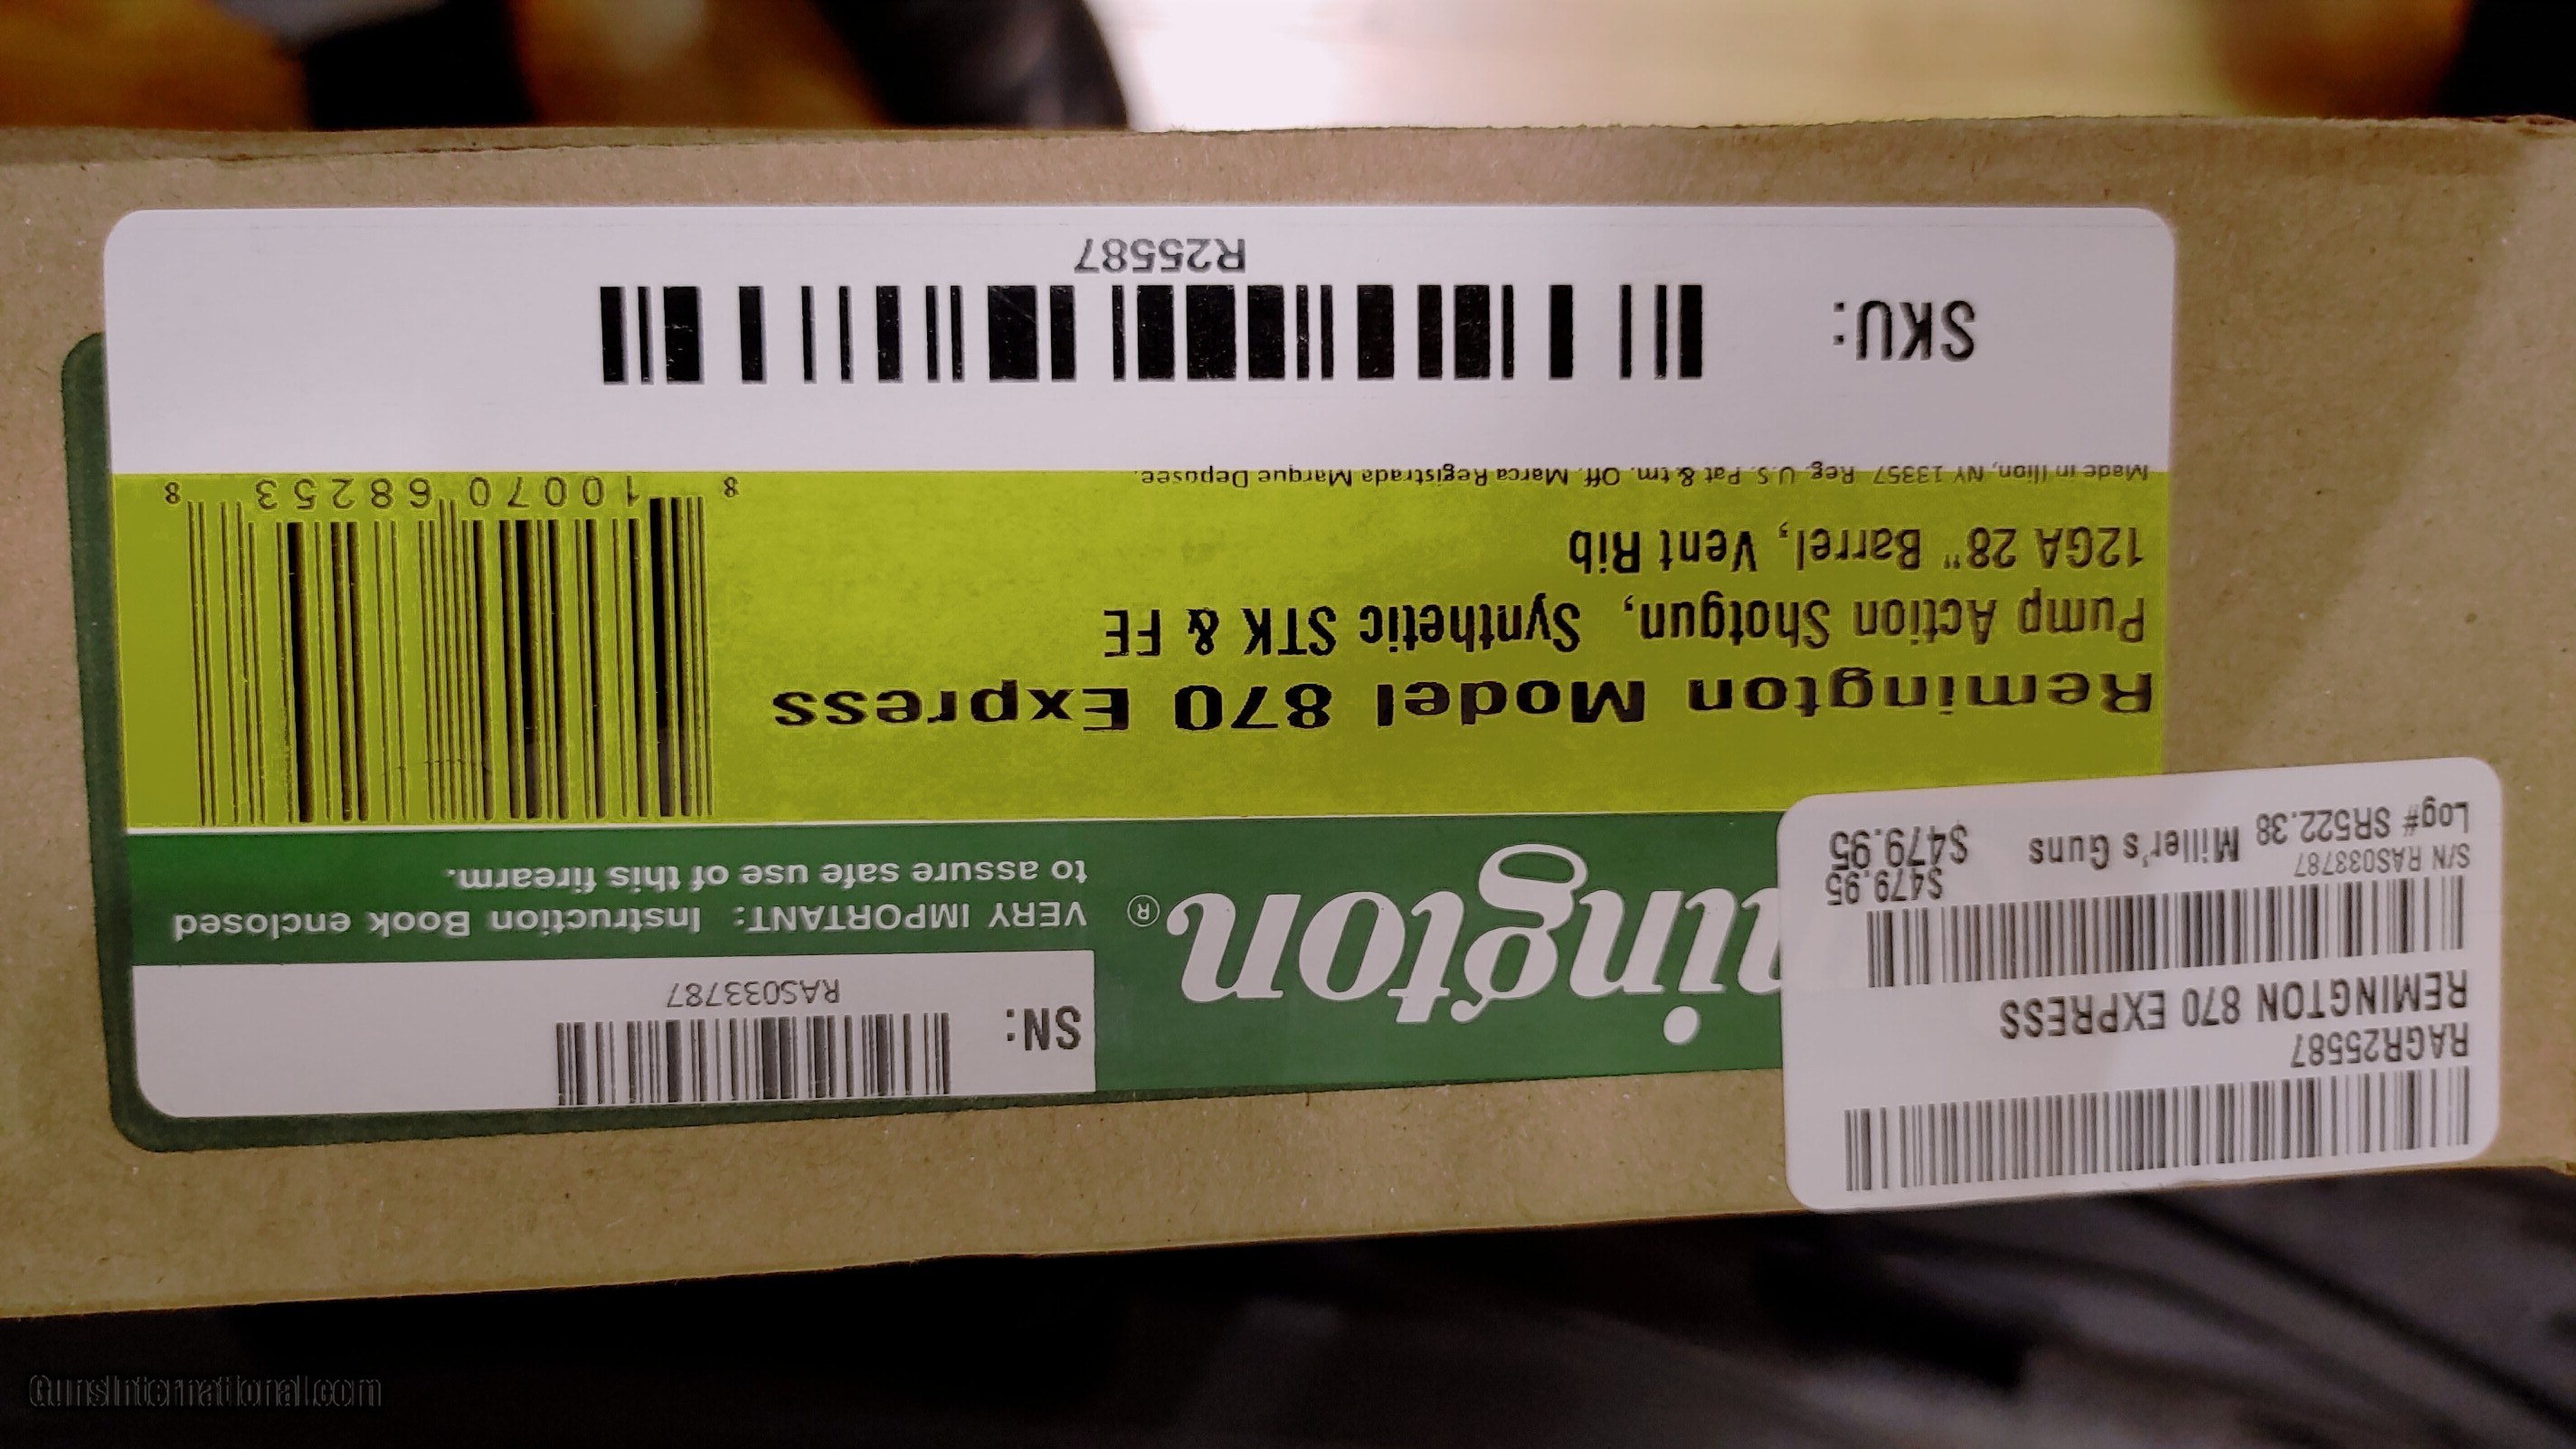 RAGR25587
REMINGTON 870 EXPRESS
$479.95
S/N RAS033787
Log# SR522.38 Miller's Guns $479.95
ington®
SN:
RAS033787
VERY IMPORTANT: Instruction Book enclosed
to assure safe use of this firearm.
Remington Model 870 Express
Pump Action Shotgun, Synthetic STK & FE
12GA 28" Barrel, Vent Rib
Made in Ilion, NY 13357 Reg. U.S. Pat & tm. Off. Marca Registrada Marque Deposee.
8 10070 68253 8
SKU:
R25587
GunsInternational.com